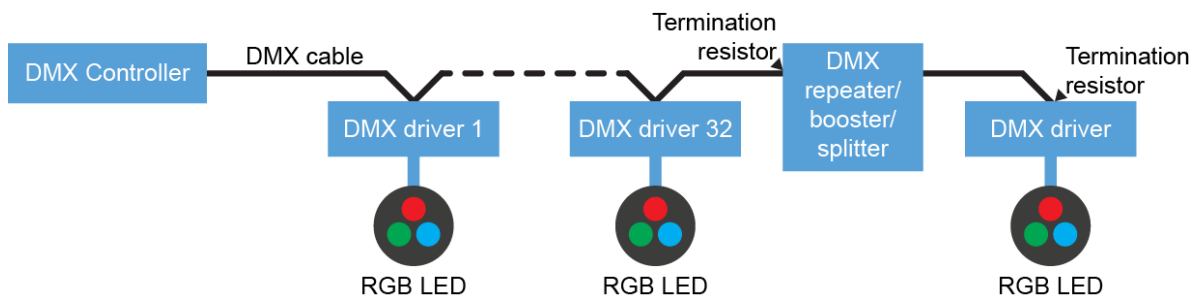 DMX Controller
DMX cable
DMX driver 1
RGB LED
DMX driver 32
RGB LED
Termination
resistor
DMX
repeater/
booster/
splitter
Termination
resistor
DMX driver
RGB LED